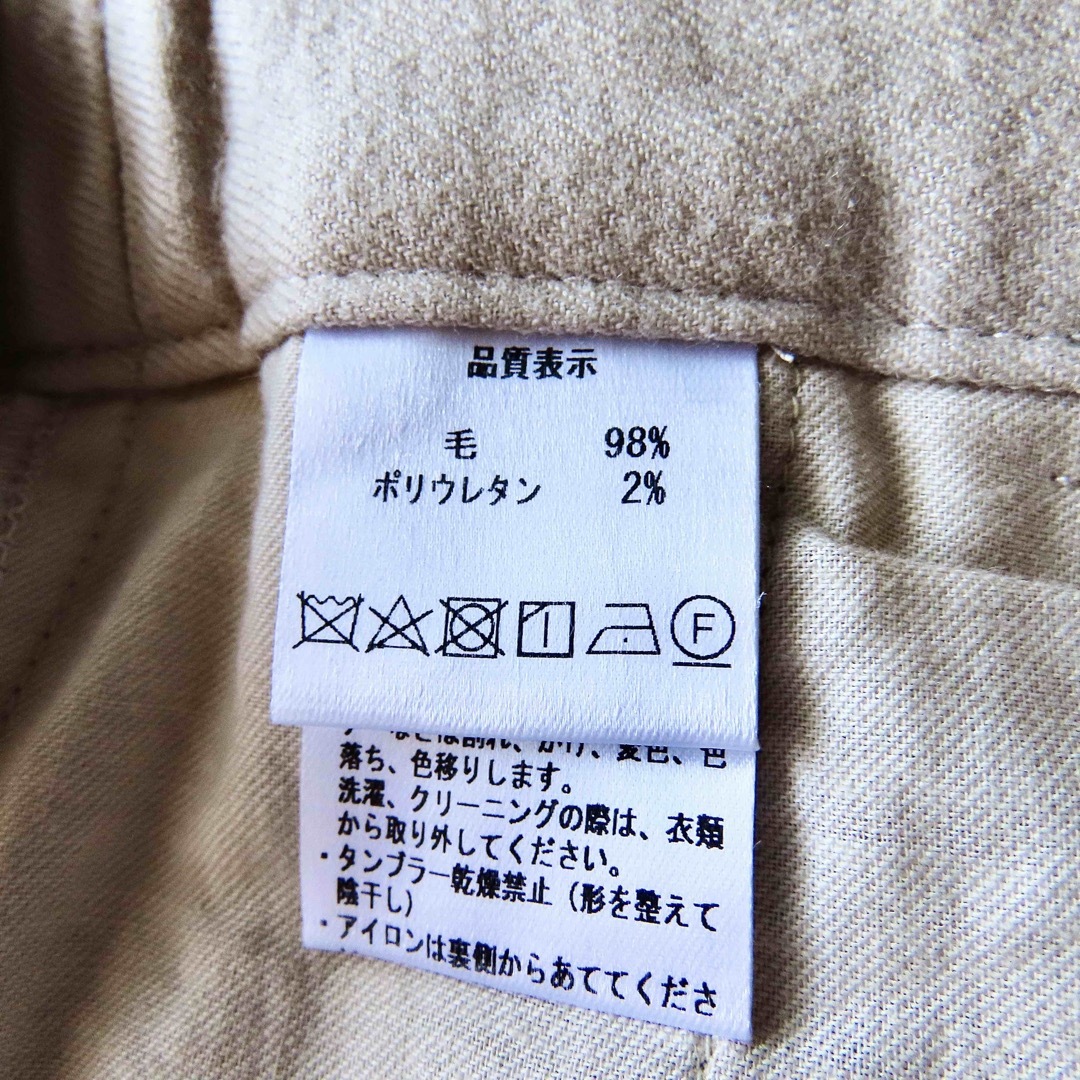 品質表示
毛 98%
ポリウレタン 2%
F
落ち、色移りします。
洗濯、クリーニングの際は、衣類
から取り外してください。
・タンブラー乾燥禁止（形を整えて
陰干し）
・アイロンは裏側からあててくださ